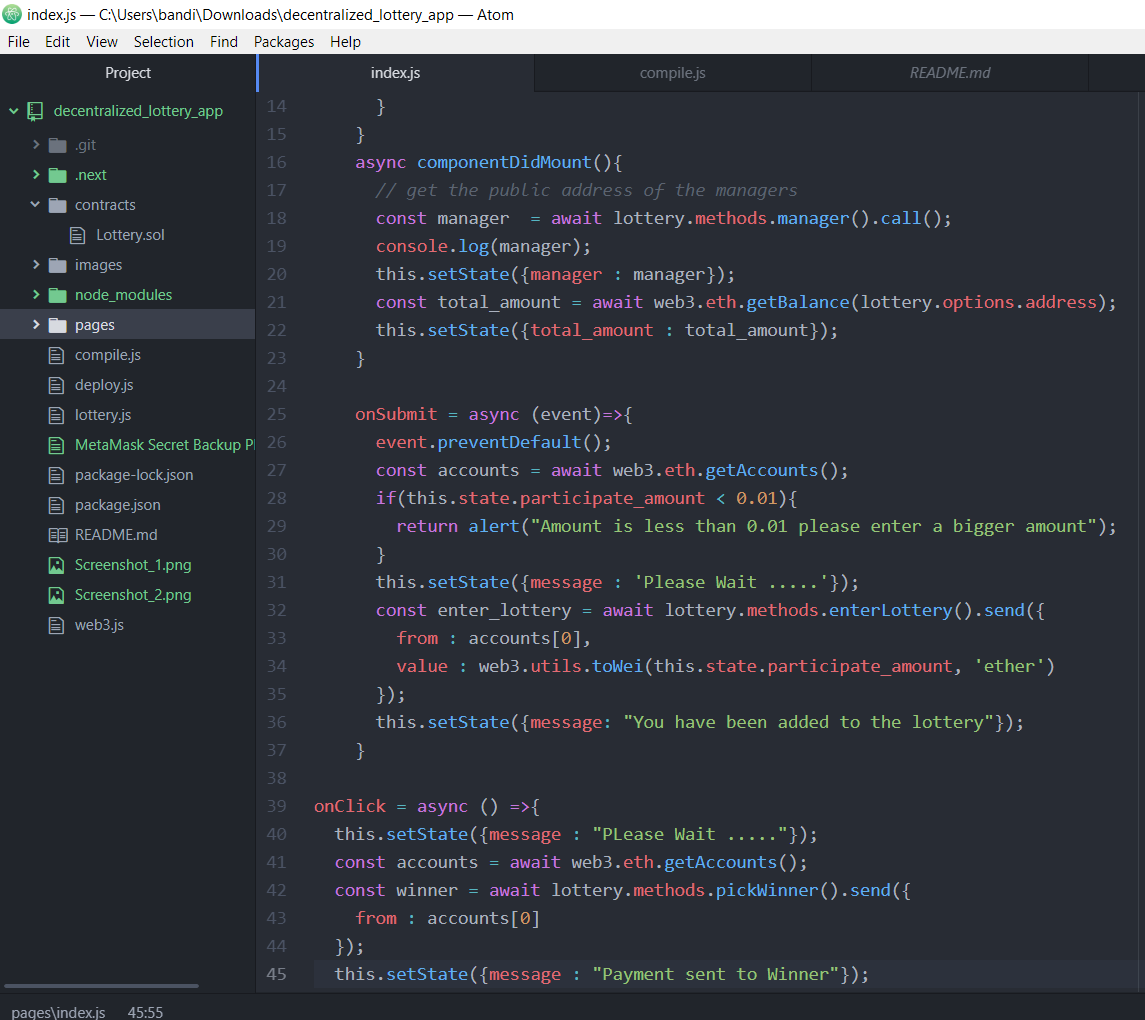 index.js — C:\Users\bandi\Downloads\decentralized_lottery_app — Atom
File Edit View Selection Find Packages Help
Project
decentralized_lottery_app
.git
.next
contracts
Lottery.sol
images
node_modules
pages
compile.js
deploy.js
lottery.js
MetaMask Secret Backup P
package-lock.json
package.json
README.md
Screenshot_1.png
Screenshot_2.png
web3.js
index.js compile.js README.md
14 }
15 }
16 async componentDidMount(){
17 // get the public address of the managers
18 const manager  = await lottery.methods.manager().call();
19 console.log(manager);
20 this.setState({manager : manager});
21 const total_amount = await web3.eth.getBalance(lottery.options.address);
22 this.setState({total_amount : total_amount});
23 }
24
25 onSubmit = async (event)=>{
26 event.preventDefault();
27 const accounts = await web3.eth.getAccounts();
28 if(this.state.participate_amount < 0.01){
29 return alert("Amount is less than 0.01 please enter a bigger amount");
30 }
31 this.setState({message : 'Please Wait .....'});
32 const enter_lottery = await lottery.methods.enterLottery().send({
33 from : accounts[0],
34 value : web3.utils.toWei(this.state.participate_amount, 'ether')
35 });
36 this.setState({message: "You have been added to the lottery"});
37 }
38
39 onClick = async () =>{
40 this.setState({message : "PLease Wait ....."});
41 const accounts = await web3.eth.getAccounts();
42 const winner = await lottery.methods.pickWinner().send({
43 from : accounts[0]
44 });
45 this.setState({message : "Payment sent to Winner"});
pages\index.js 45:55